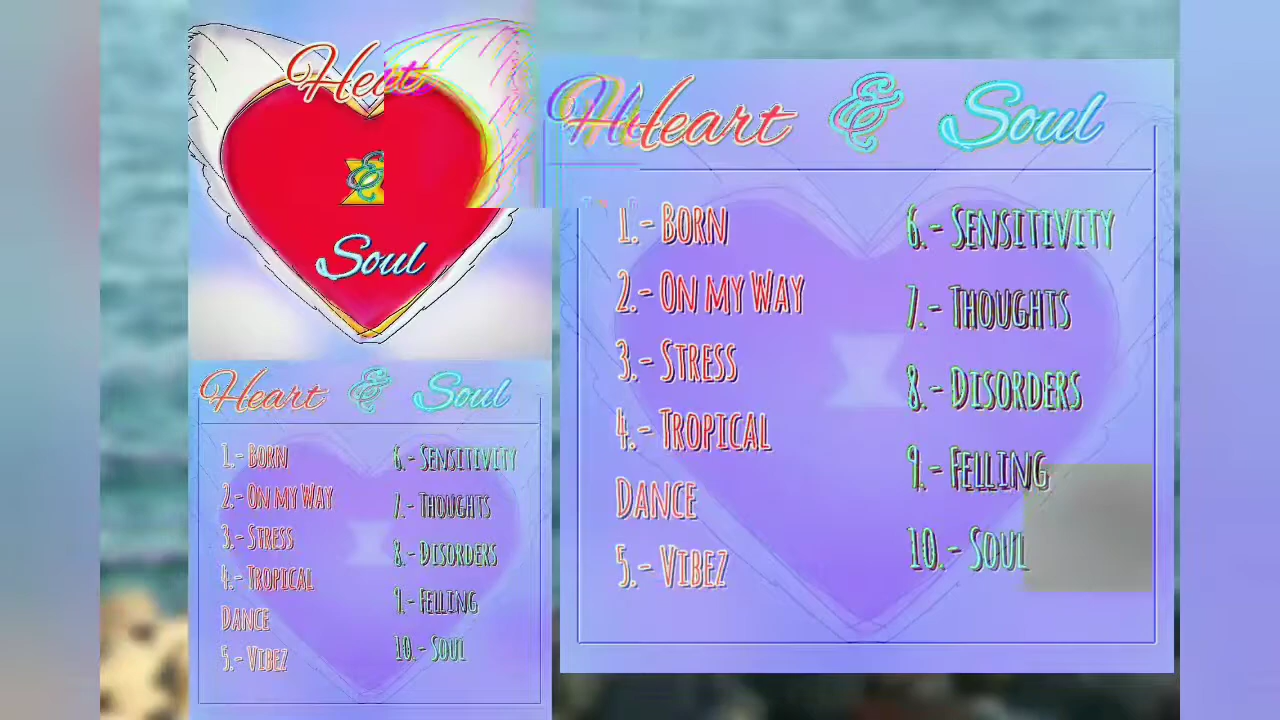 &
Soul
Heart & Soul
1.- Born
2.- On my Way
3.- Stress
4.- Tropical
Dance
5.- Vibez
6.- Sensitivity
7.- Thoughts
8.- Disorders
9.- Felling
10.- Soul
Heart & Soul
1.- Born
2.- On my Way
3.- Stress
4.- Tropical
Dance
5.- Vibez
6.- Sensitivity
7.- Thoughts
8.- Disorders
9.- Felling
10.- Soul